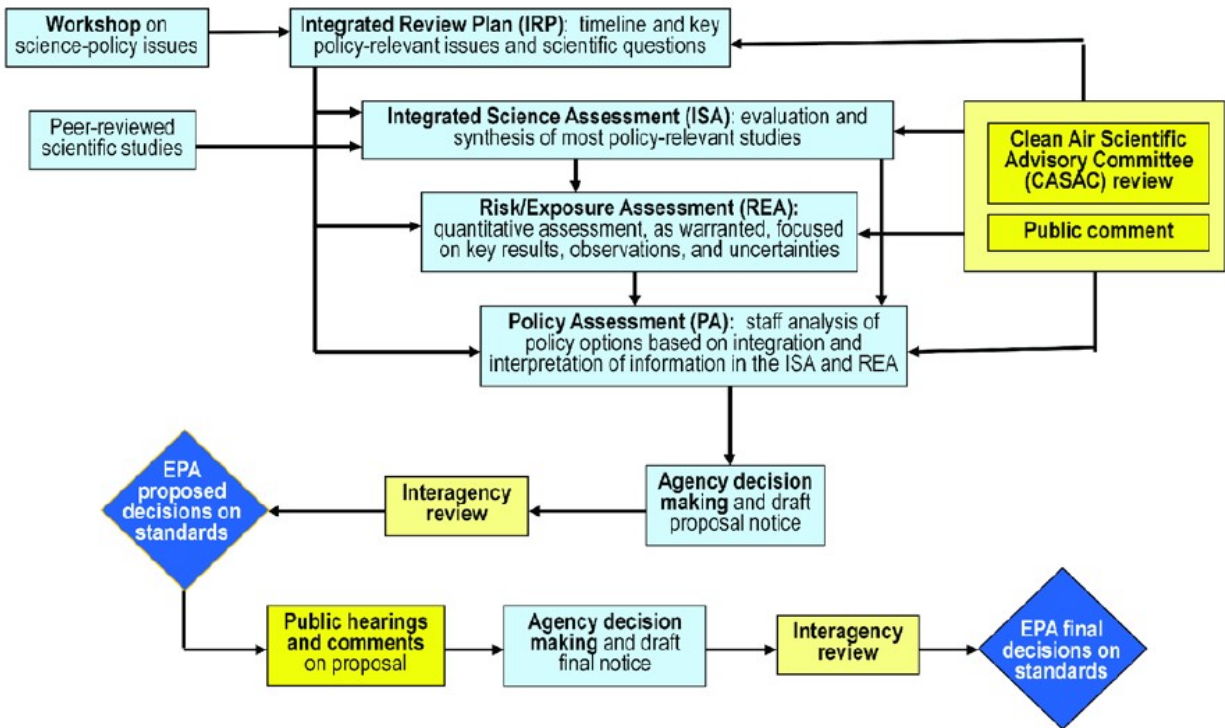 Workshop on
science-policy issues
Integrated Review Plan (IRP): timeline and key
policy-relevant issues and scientific questions
Peer-reviewed
scientific studies
Integrated Science Assessment (ISA): evaluation and
synthesis of most policy-relevant studies
Clean Air Scientific
Advisory Committee
(CASAC) review
Public comment
Risk/Exposure Assessment (REA):
quantitative assessment, as warranted, focused
on key results, observations, and uncertainties
Policy Assessment (PA): staff analysis of
policy options based on integration and
interpretation of information in the ISA and REA
Agency decision
making and draft
proposal notice
Interagency
review
EPA
proposed
decisions on
standards
Public hearings
and comments
on proposal
Agency decision
making and draft
final notice
Interagency
review
EPA final
decisions on
standards